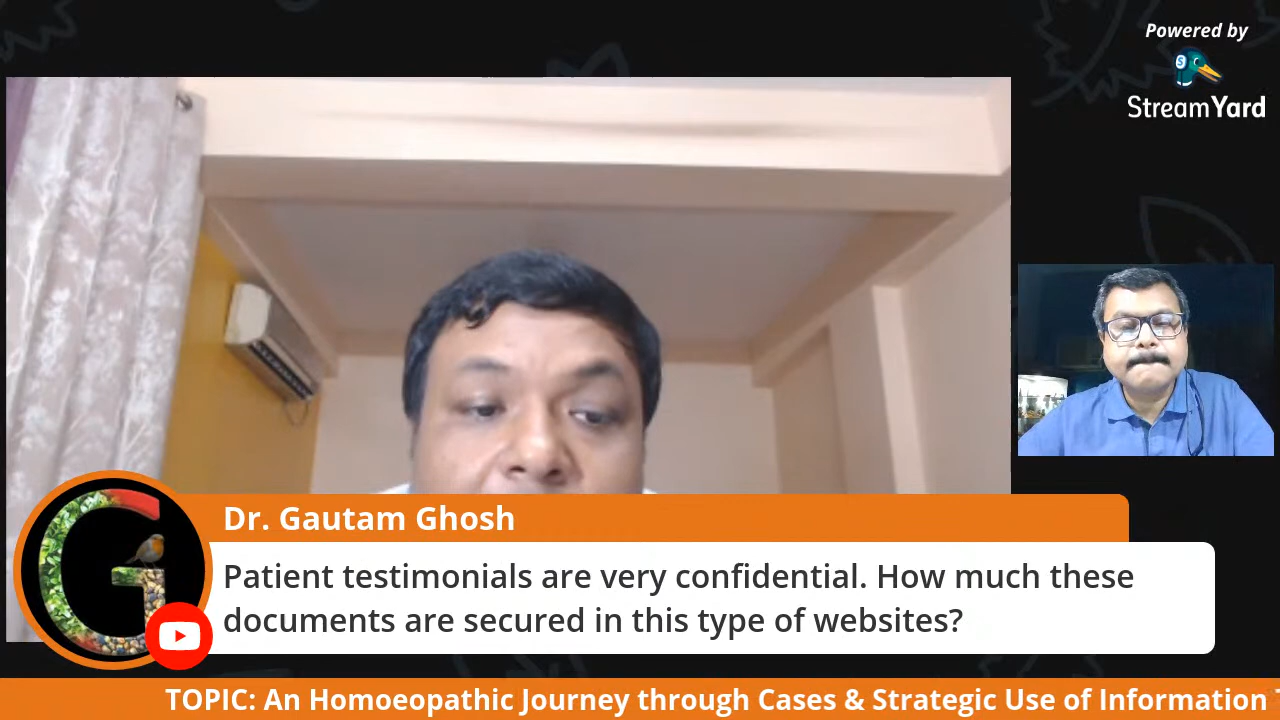 Powered by
StreamYard
Dr. Gautam Ghosh
Patient testimonials are very confidential. How much these
documents are secured in this type of websites?
TOPIC: An Homoeopathic Journey through Cases & Strategic Use of Information